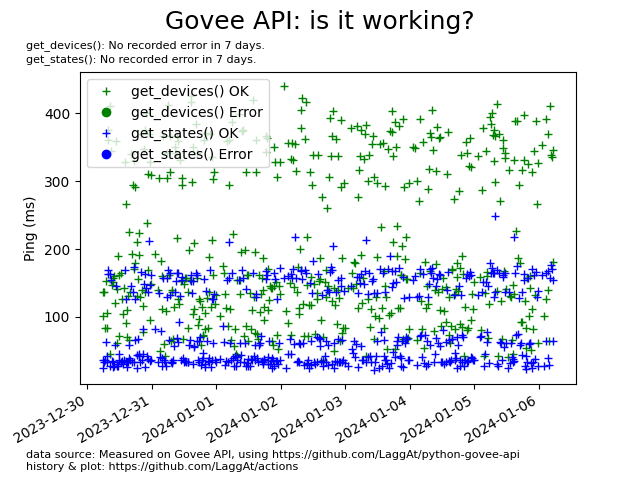 Govee API: is it working?
get_devices(): No recorded error in 7 days.
get_states(): No recorded error in 7 days.
get_devices() OK
get_devices() Error
get_states() OK
get_states() Error
Ping (ms)
400
300
200
100
2023-12-30
2023-12-31
2024-01-01
2024-01-02
2024-01-03
2024-01-04
2024-01-05
2024-01-06
data source: Measured on Govee API, using https://github.com/LaggAt/python-govee-api
history & plot: https://github.com/LaggAt/actions